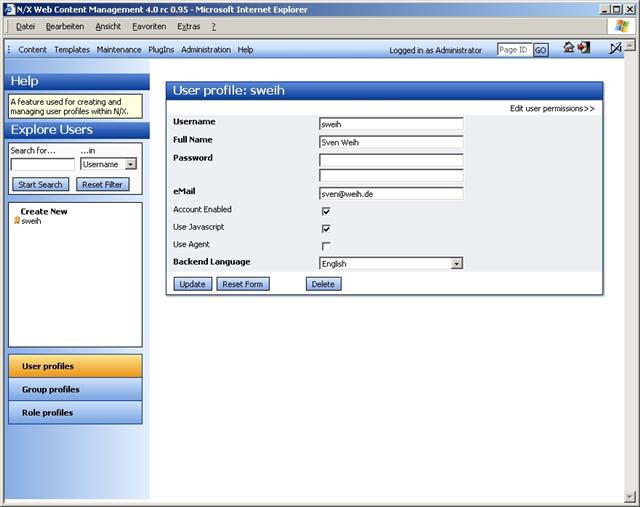 N/X Web Content Management 4.0 rc 0.95 - Microsoft Internet Explorer
Datei Bearbeiten Ansicht Favoriten Extras ?
Content Templates Maintenance PlugIns Administration Help Logged in as Administrator Page ID GO
Help
A feature used for creating and
managing user profiles within N/X.
Explore Users
Search for... ...in
Username
Start Search Reset Filter
Create New
sweih
User profiles
Group profiles
Role profiles
User profile: sweih
Edit user permissions>>
Username sweih
Full Name Sven Weih
Password
eMail sven@weih.de
Account Enabled
Use Javascript
Use Agent
Backend Language English
Update Reset Form Delete